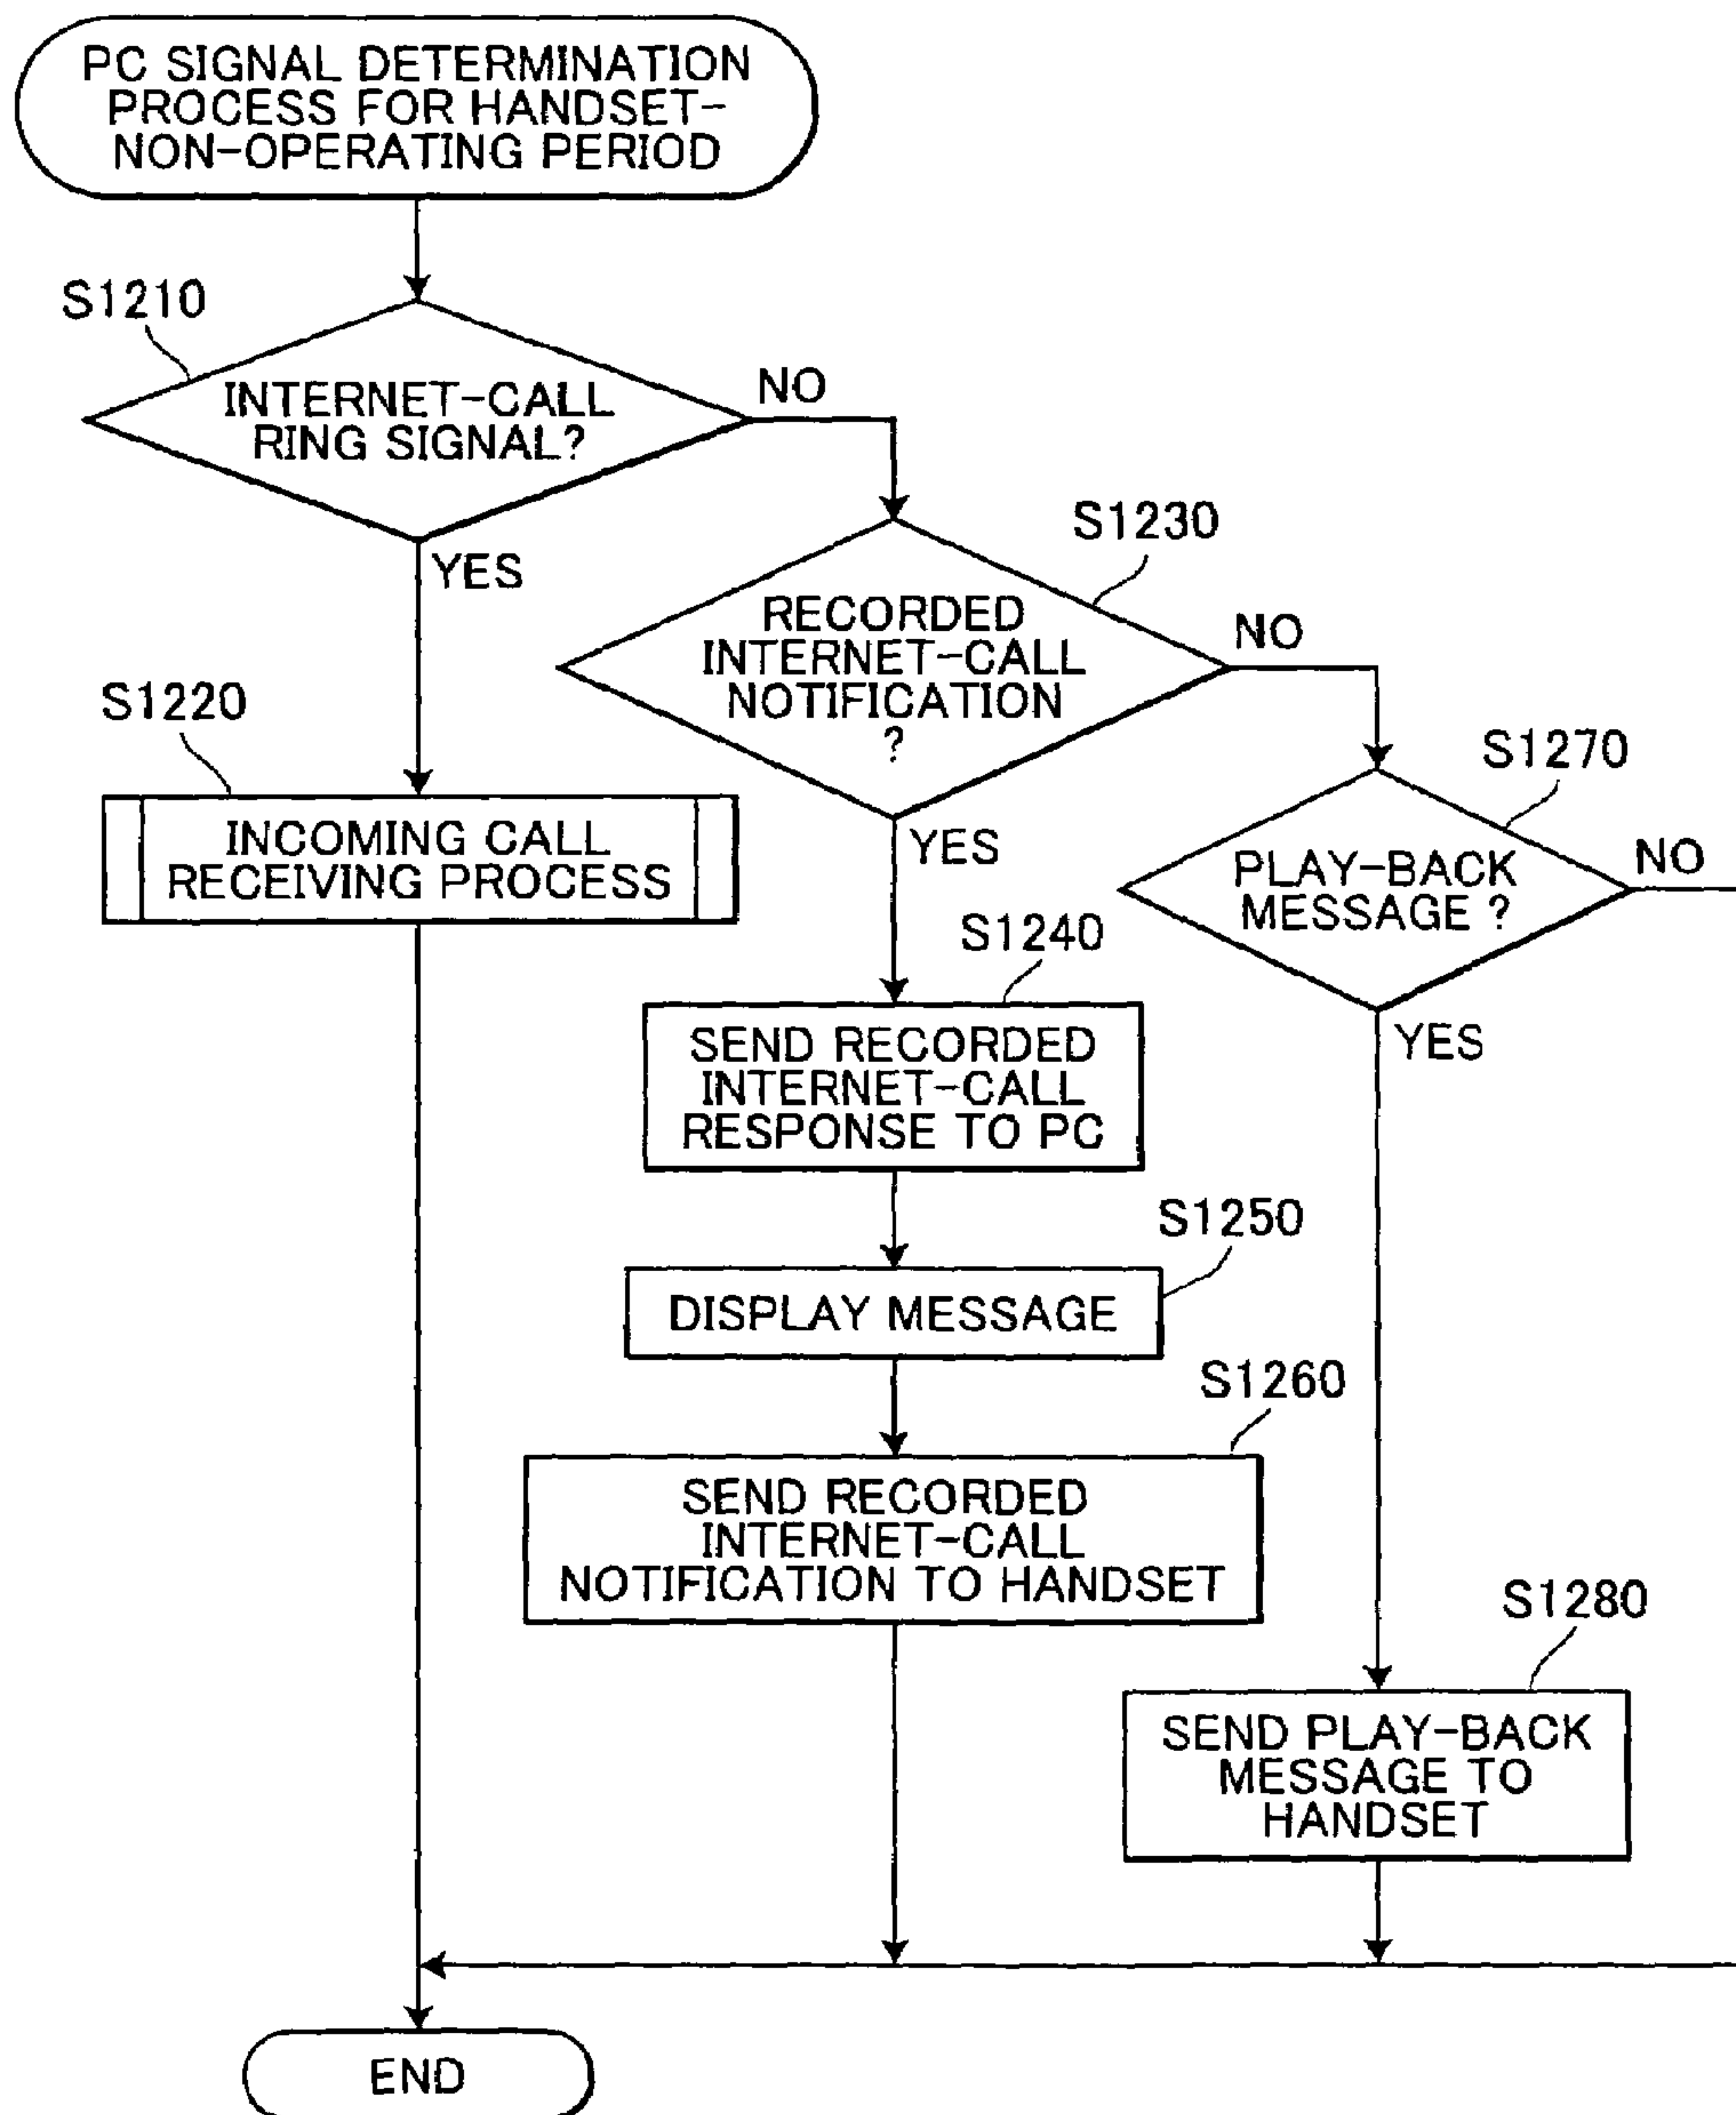 PC SIGNAL DETERMINATION
PROCESS FOR HANDSET-
NON-OPERATING PERIOD
S1210
INTERNET-CALL
RING SIGNAL?
NO
YES
S1230
RECORDED
INTERNET-CALL
NOTIFICATION
?
NO
YES
S1220
INCOMING CALL
RECEIVING PROCESS
S1270
PLAY-BACK
MESSAGE ?
NO
YES
S1240
SEND RECORDED
INTERNET-CALL
RESPONSE TO PC
S1250
DISPLAY MESSAGE
S1260
SEND RECORDED
INTERNET-CALL
NOTIFICATION TO HANDSET
S1280
SEND PLAY-BACK
MESSAGE TO
HANDSET
END